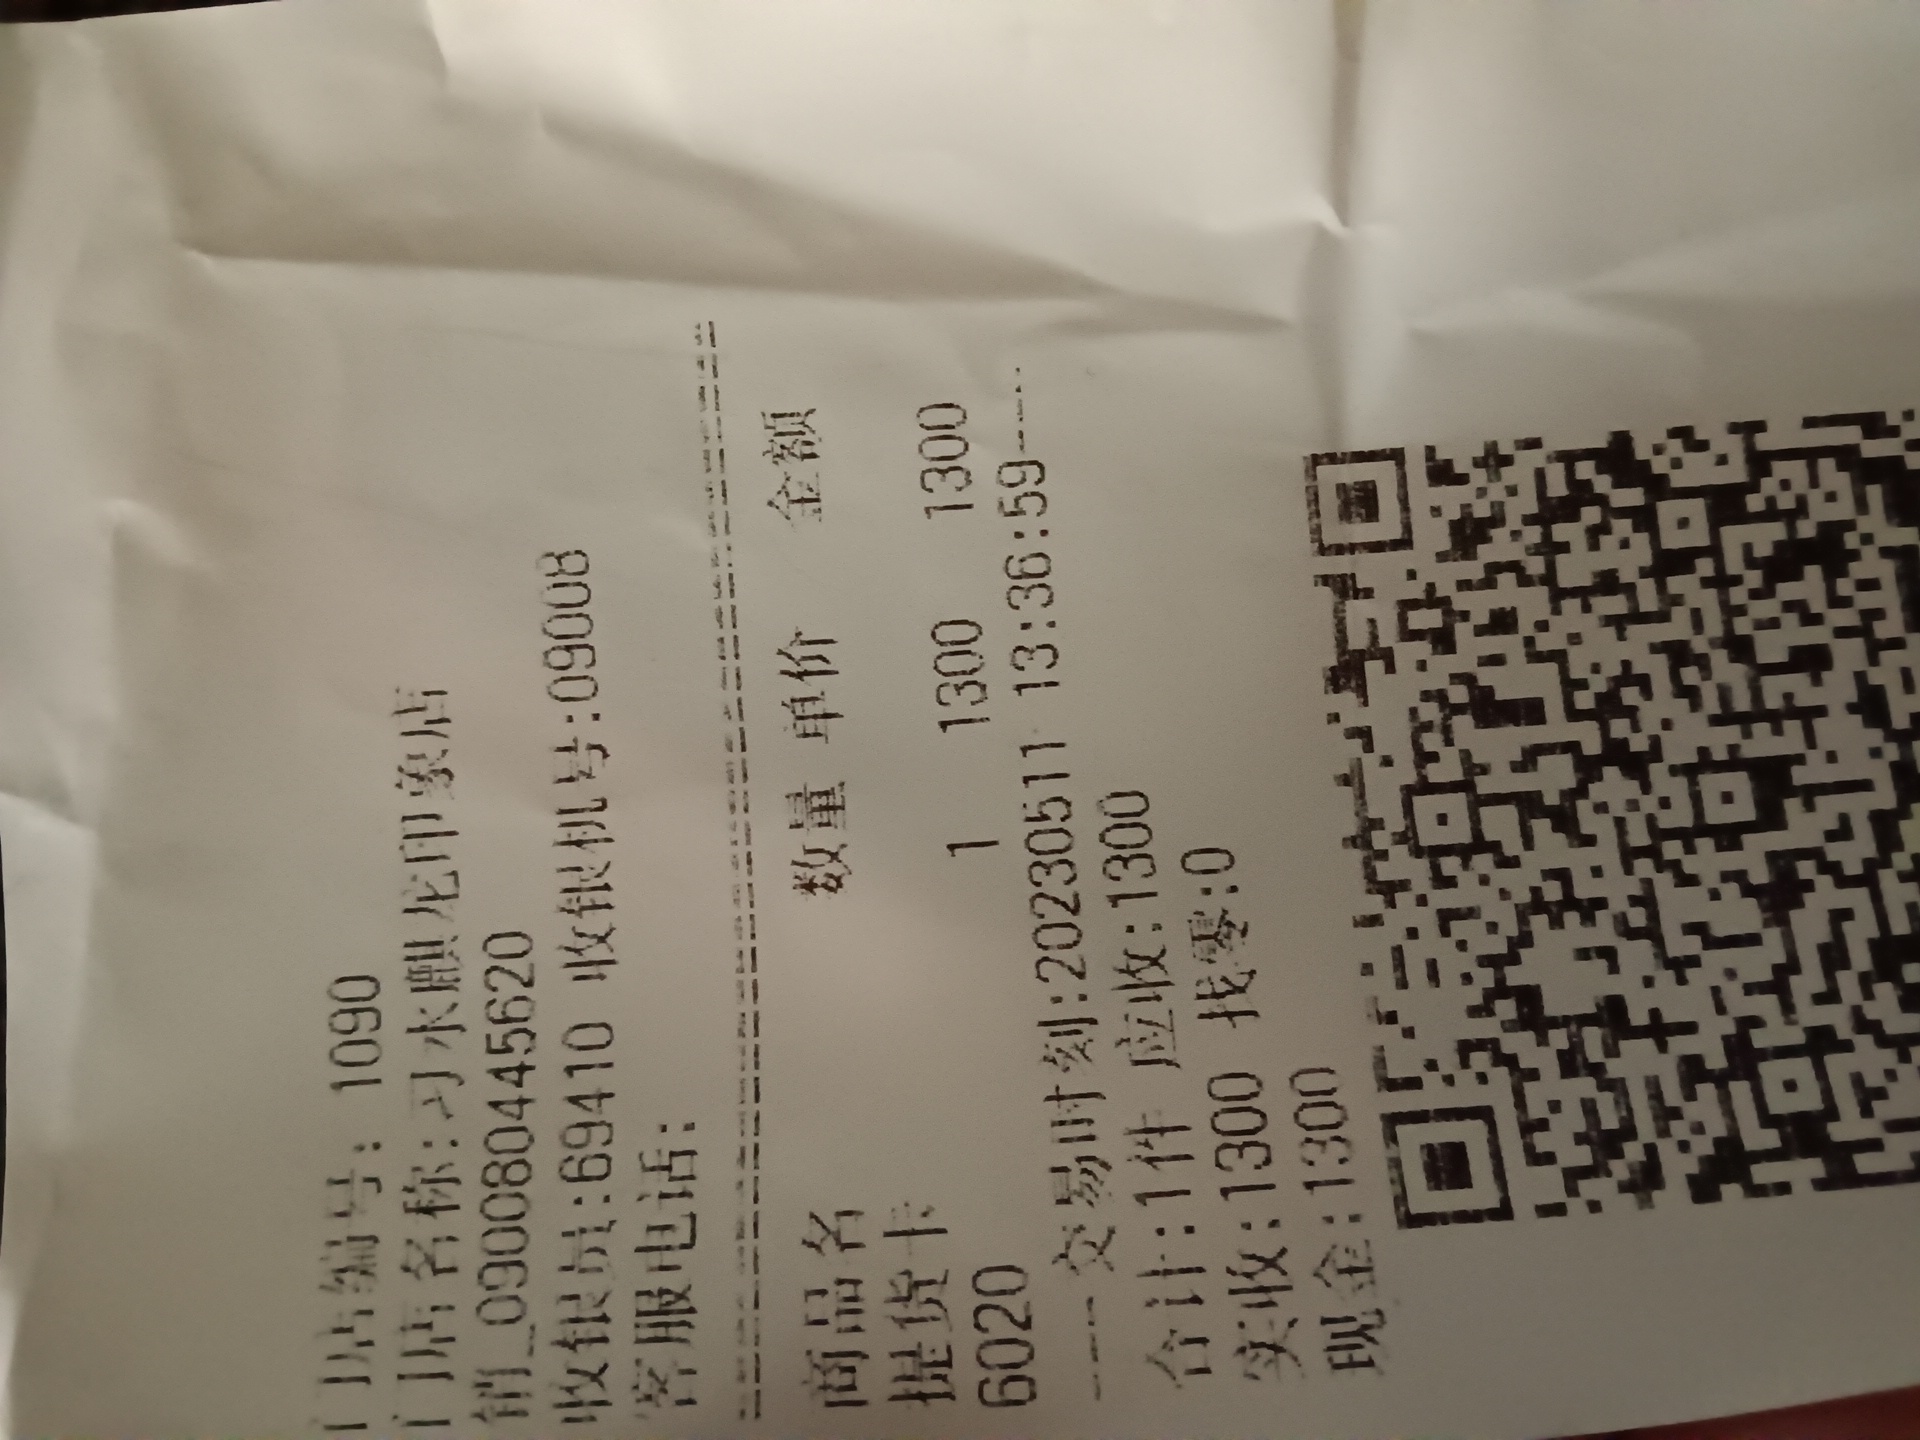 门店编号: 1090
门店名称:习水麒龙印象店
销_09008044562​0
收银员:69410 收银机号:09008
客服电话:
数量 单价 金额
商品名
提货卡 1 1300 1300
6020
---- 交易时刻:20230511 13:36:59----
合计:1件 应收:1300
实收:1300 找零:0
现金:1300